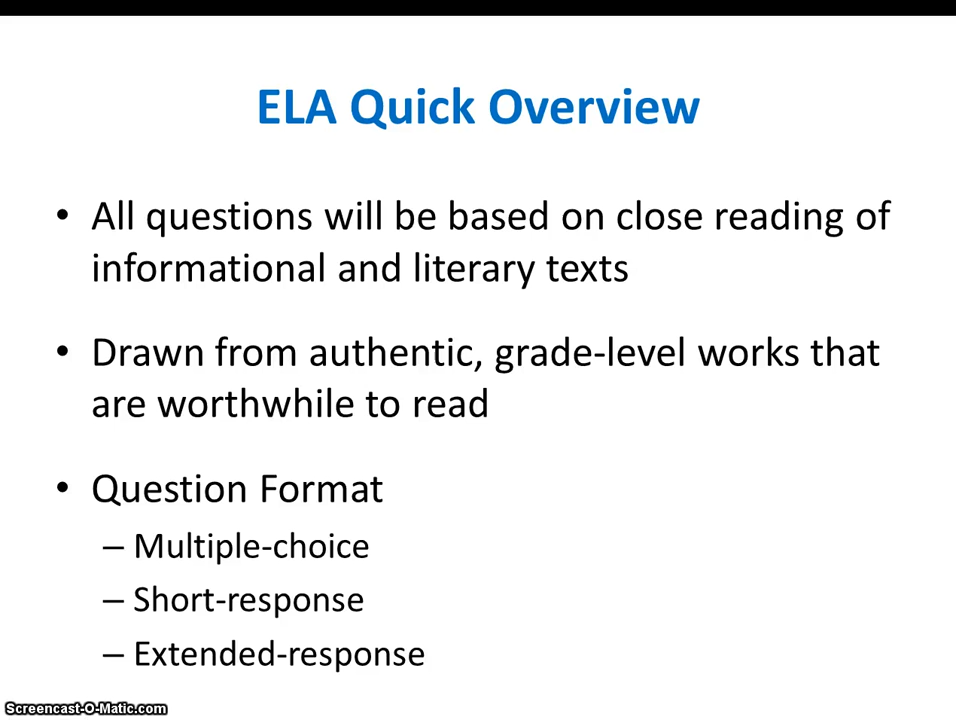 ELA Quick Overview
• All questions will be based on close reading of
informational and literary texts
• Drawn from authentic, grade-level works that
are worthwhile to read
• Question Format
– Multiple-choice
– Short-response
– Extended-response
Screencast-O-Matic.com